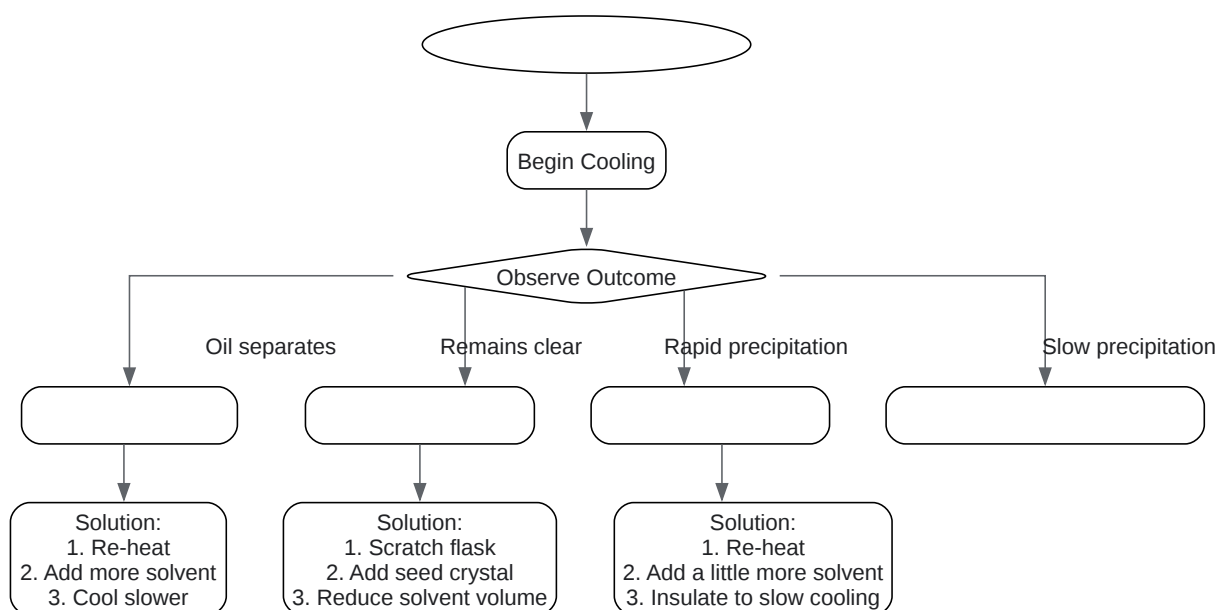 Begin Cooling
Observe Outcome
Oil separates
Remains clear
Rapid precipitation
Slow precipitation
Solution:
1. Re-heat
2. Add more solvent
3. Cool slower
Solution:
1. Scratch flask
2. Add seed crystal
3. Reduce solvent volume
Solution:
1. Re-heat
2. Add a little more solvent
3. Insulate to slow cooling